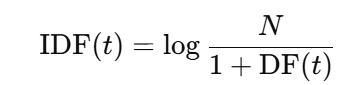 IDF(t) = log N / (1 + DF(t))